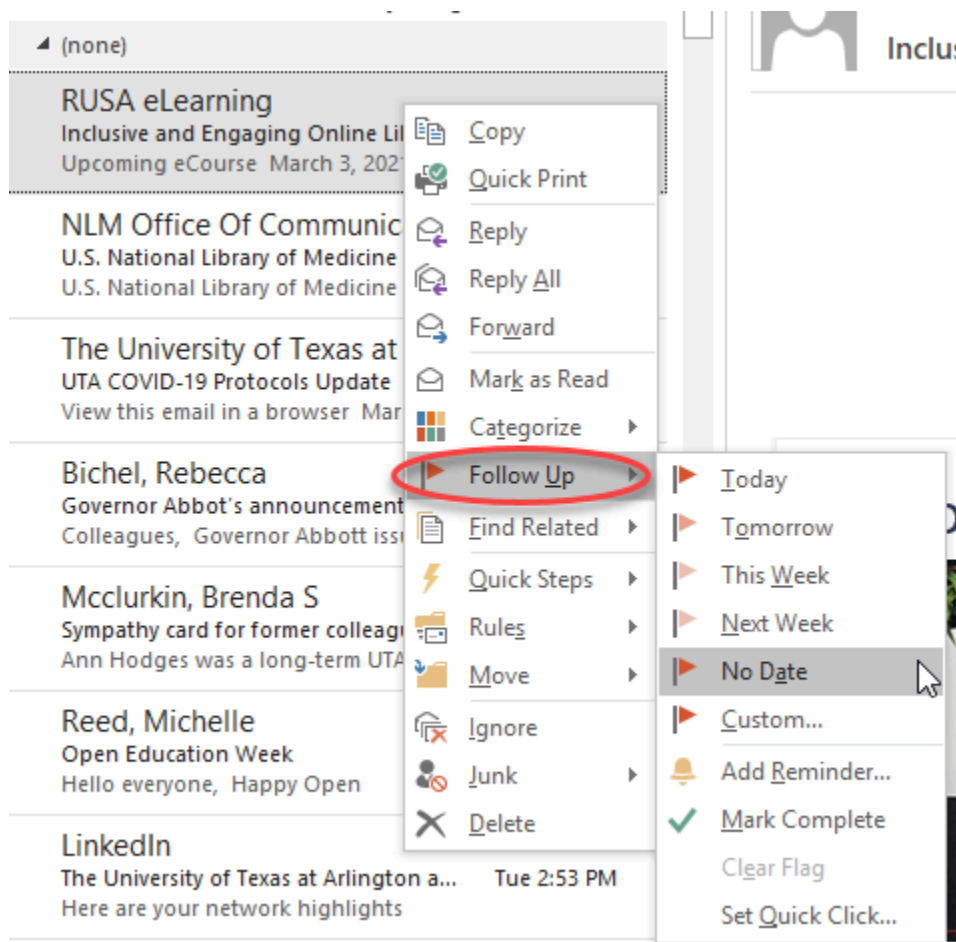 (none)
Inclus
RUSA eLearning
Inclusive and Engaging Online Lil
Upcoming eCourse March 3, 202
NLM Office Of Communic
U.S. National Library of Medicine
U.S. National Library of Medicine
The University of Texas at
UTA COVID-19 Protocols Update
View this email in a browser Mar
Bichel, Rebecca
Governor Abbot's announcement
Colleagues, Governor Abbott issu
Mcclurkin, Brenda S
Sympathy card for former colleagu
Ann Hodges was a long-term UTA
Reed, Michelle
Open Education Week
Hello everyone, Happy Open
LinkedIn
The University of Texas at Arlington a... Tue 2:53 PM
Here are your network highlights
Copy
Quick Print
Reply
Reply All
Forward
Mark as Read
Categorize
Follow Up
Find Related
Quick Steps
Rules
Move
Ignore
Junk
Delete
Today
Tomorrow
This Week
Next Week
No Date
Custom...
Add Reminder...
Mark Complete
Clear Flag
Set Quick Click...